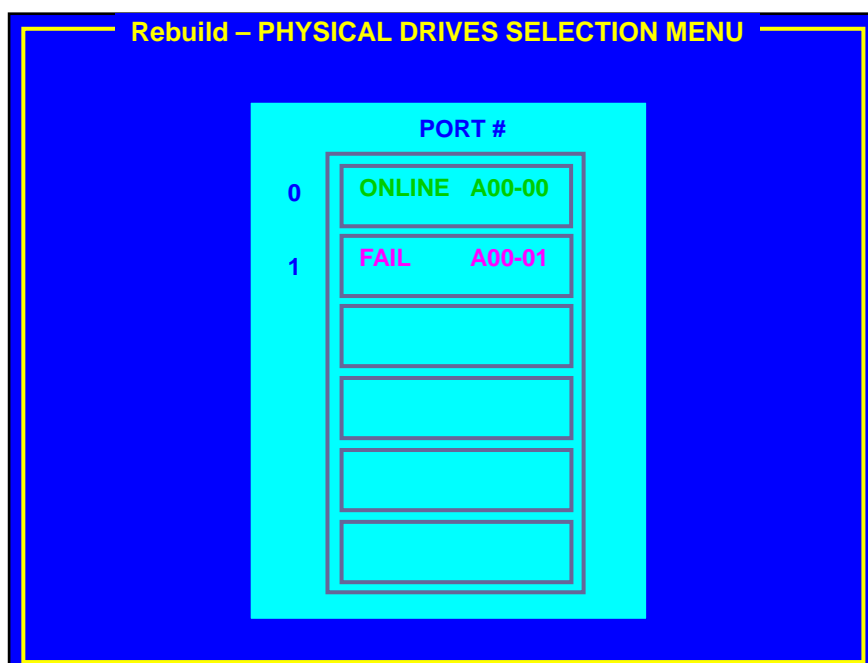 Rebuild – PHYSICAL DRIVES SELECTION MENU
PORT #
0 ONLINE A00-00
1 FAIL A00-01